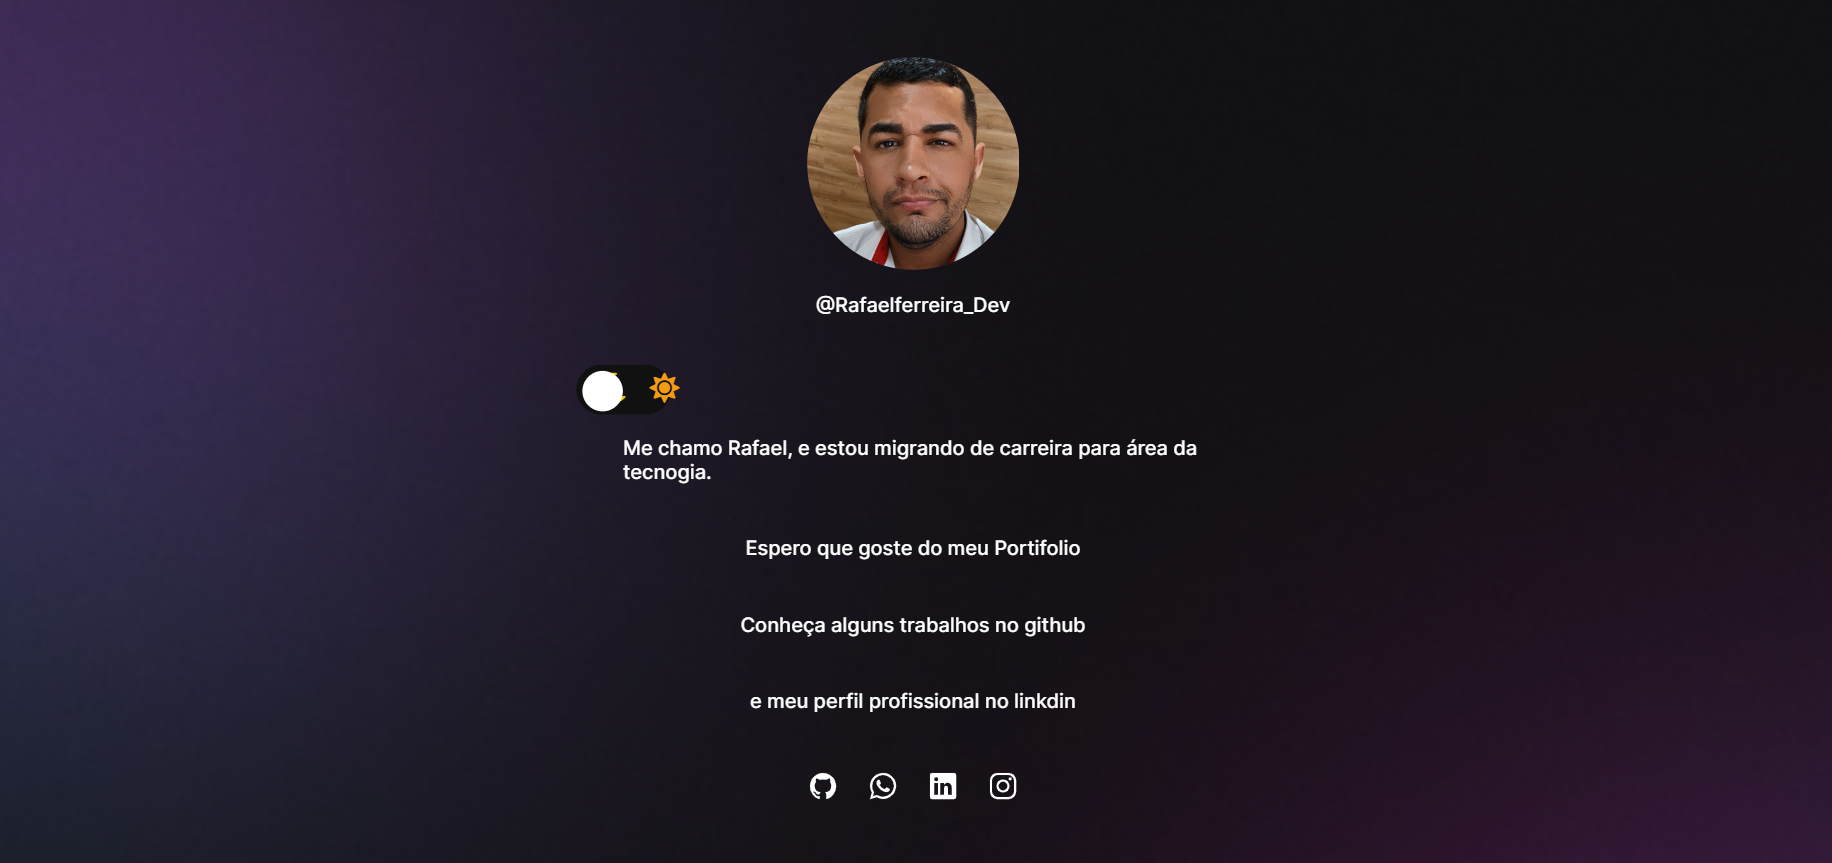 @Rafaelferreira_Dev
Me chamo Rafael, e estou migrando de carreira para área da
tecnogia.
Espero que goste do meu Portifolio
Conheça alguns trabalhos no github
e meu perfil profissional no linkdin